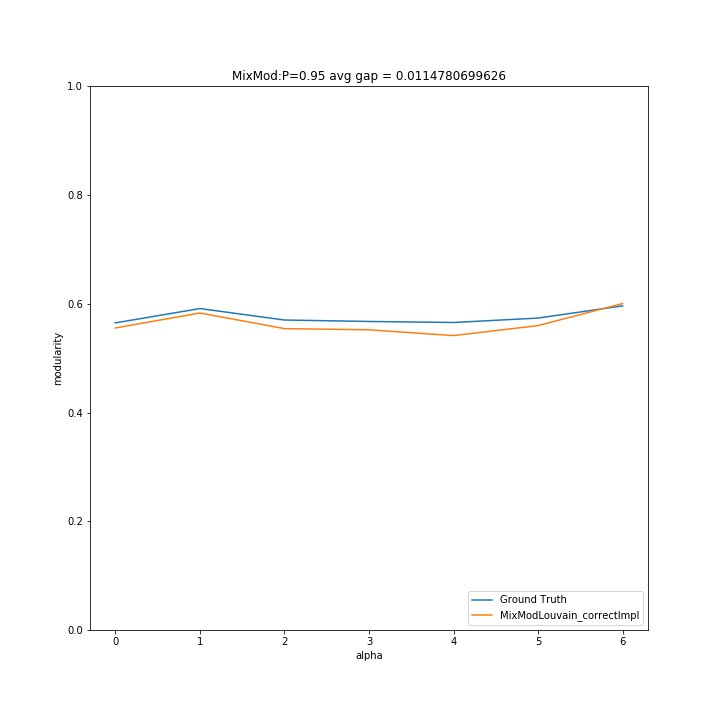 MixMod:P=0.95 avg gap = 0.0114780699626
1.0
0.8
0.6
0.4
0.2
0.0
modularity
0 1 2 3 4 5 6
alpha
Ground Truth
MixModLouvain_correctImpl